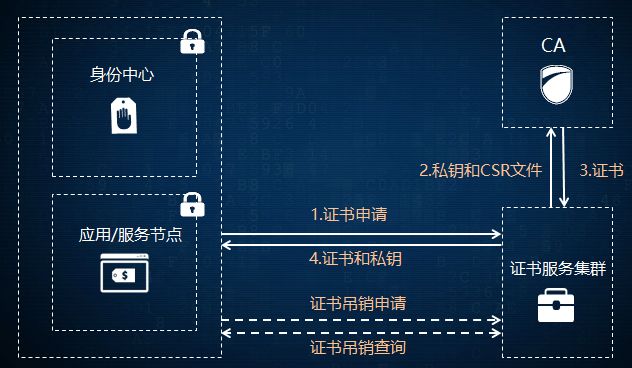 身份中心
CA
2.私钥和CSR文件
3.证书
应用/服务节点
1.证书申请
4.证书和私钥
证书服务集群
证书吊销申请
证书吊销查询